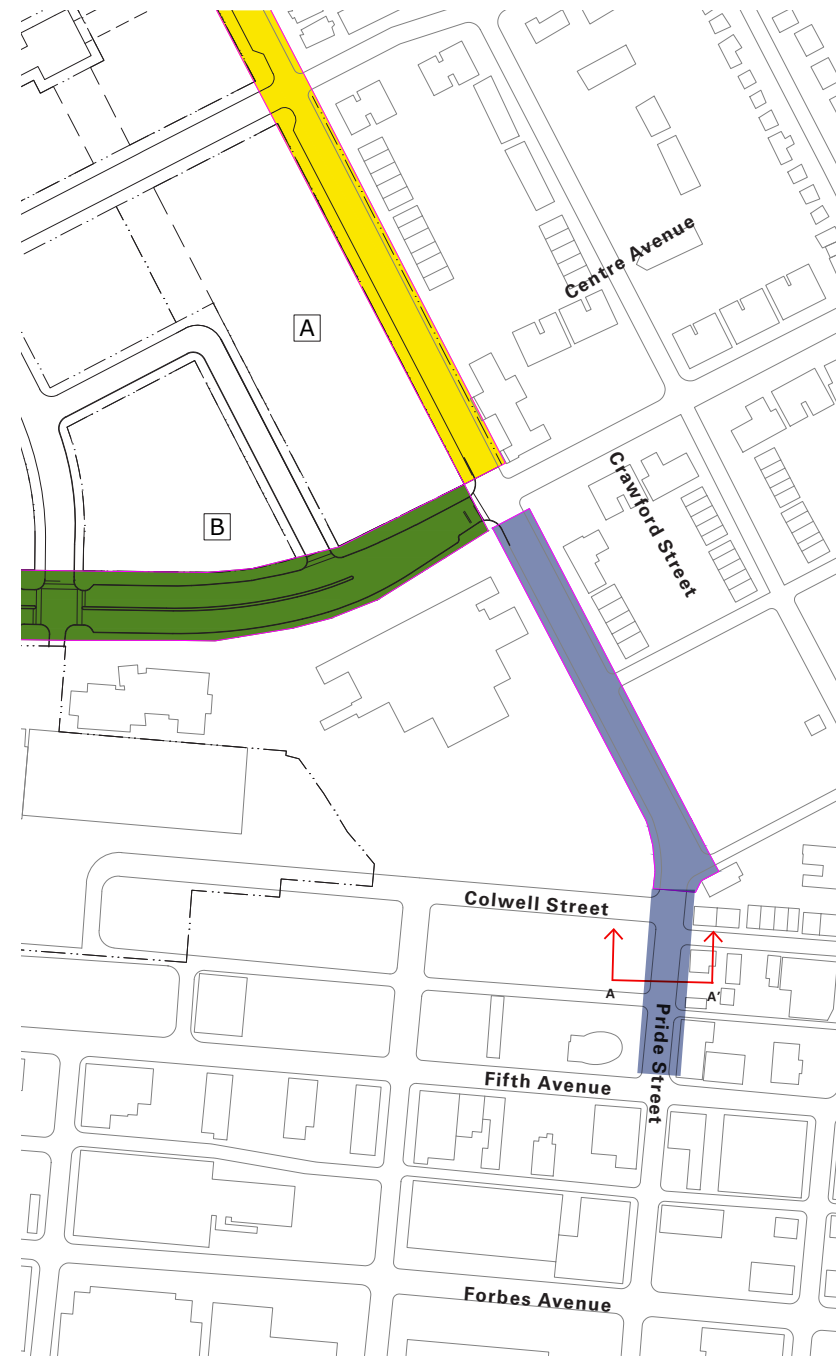 Centre Avenue
A
Crawford Street
B
Colwell Street
A
A'
Pride Street
Fifth Avenue
Forbes Avenue